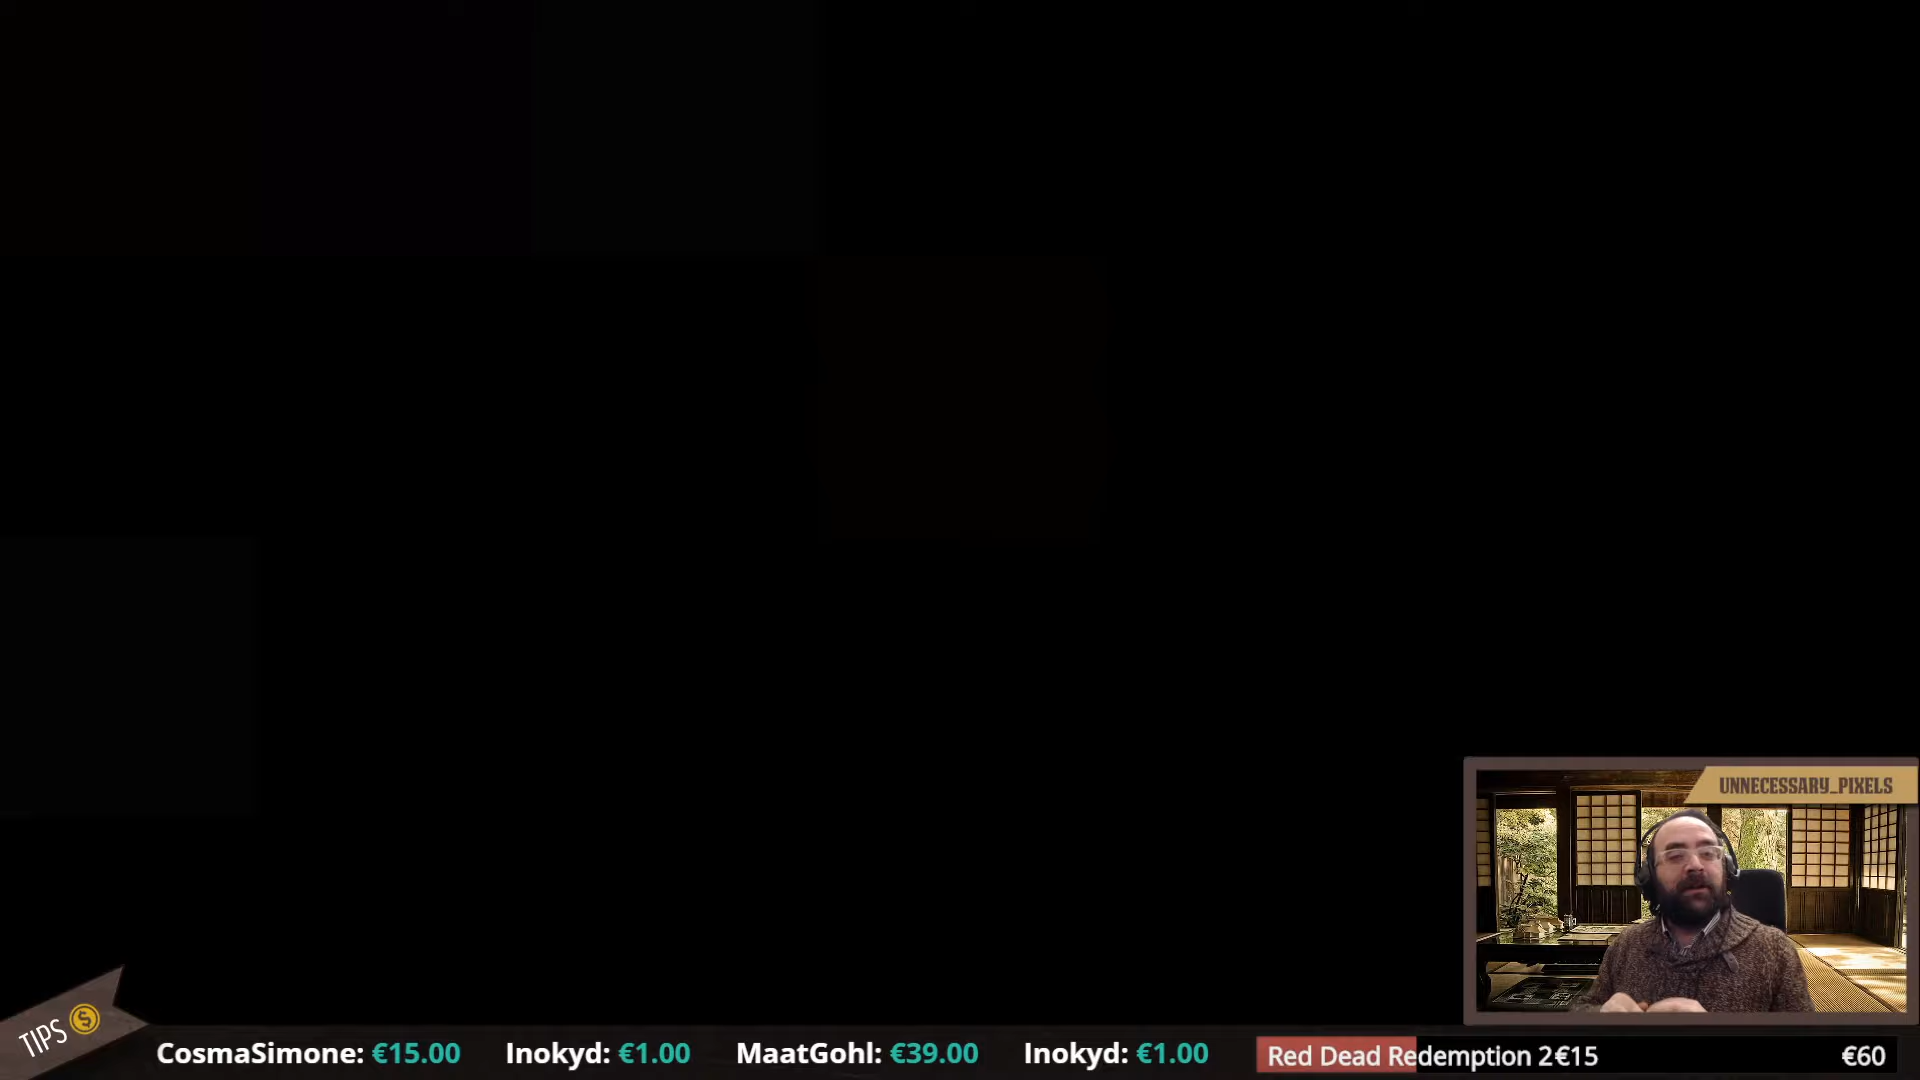 UNNECESSARY_PIXELS
TIPS
CosmaSimone: €15.00 Inokyd: €1.00 MaatGohl: €39.00 Inokyd: €1.00 Red Dead Redemption 2 €15 €60